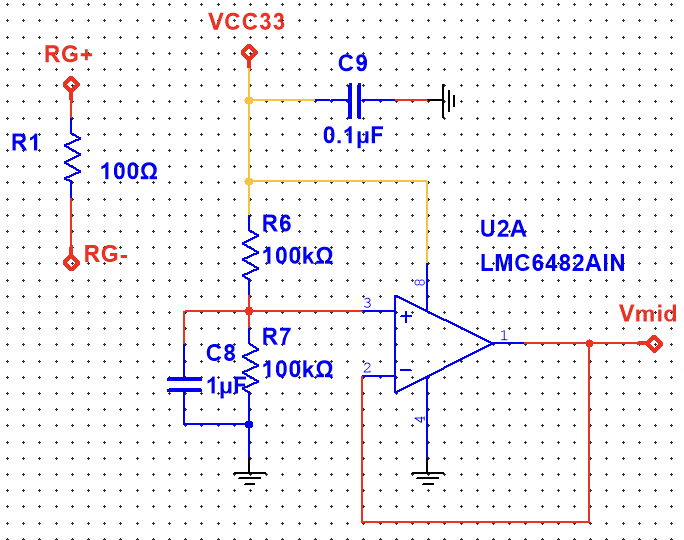 VCC33
RG+
C9
R1
0.1µF
100Ω
R6
U2A
100kΩ
LMC6482AIN
RG-
8
3
Vmid
+
R7
1
C8
100kΩ
2
1µF
−
4